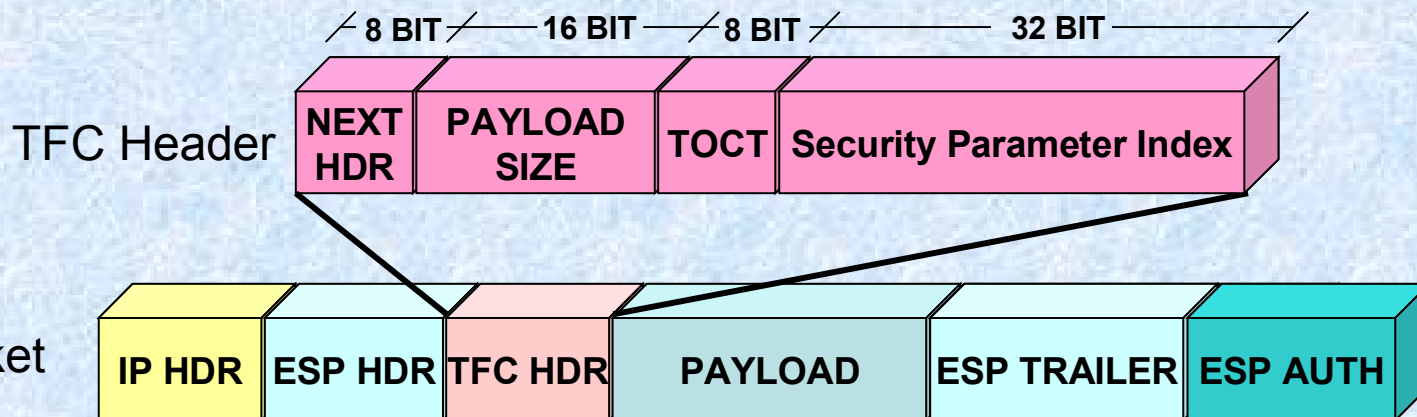 8 BIT 16 BIT 8 BIT 32 BIT
TFC Header
NEXT HDR
PAYLOAD SIZE
TOCT
Security Parameter Index
ket
IP HDR
ESP HDR
TFC HDR
PAYLOAD
ESP TRAILER
ESP AUTH